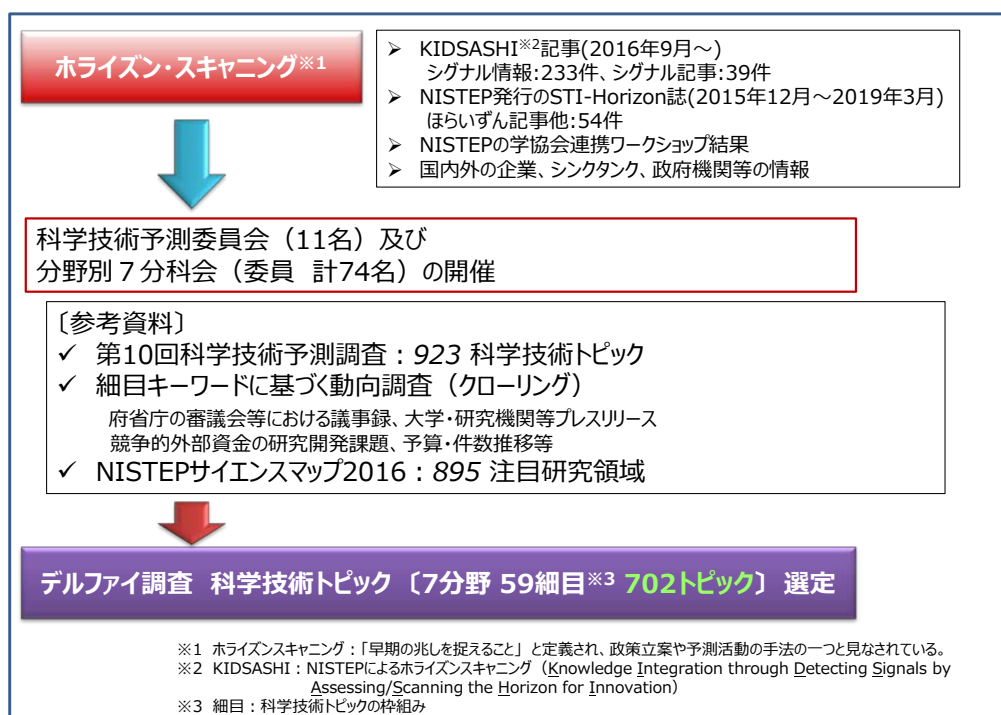 ホライズン・スキャニング※1
➢ KIDSASHI※2記事(2016年9月～)
シグナル情報:233件、シグナル記事:39件
➢ NISTEP発行のSTI-Horizon誌(2015年12月～2019年3月)
ほらいずん記事他:54件
➢ NISTEPの学協会連携ワークショップ結果
➢ 国内外の企業、シンクタンク、政府機関等の情報
科学技術予測委員会（11名）及び
分野別７分科会（委員 計74名）の開催
〔参考資料〕
✓ 第10回科学技術予測調査：923 科学技術トピック
✓ 細目キーワードに基づく動向調査（クローリング）
府省庁の審議会等における議事録、大学・研究機関等プレスリリース
競争的外部資金の研究開発課題、予算・件数推移等
✓ NISTEPサイエンスマップ2016：895 注目研究領域
デルファイ調査 科学技術トピック〔7分野 59細目※3 702トピック〕選定
※1 ホライズンスキャニング：「早期の兆しを捉えること」と定義され、政策立案や予測活動の手法の一つと見なされている。
※2 KIDSASHI：NISTEPによるホライズンスキャニング（Knowledge Integration through Detecting Signals by
Assessing/Scanning the Horizon for Innovation）
※3 細目：科学技術トピックの枠組み